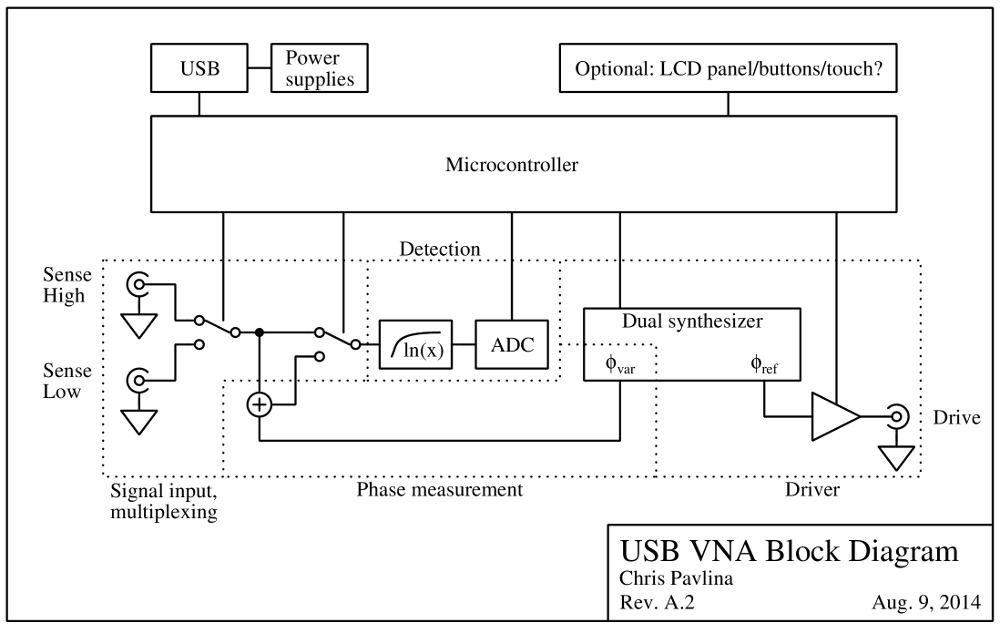 USB
Power
supplies
Optional: LCD panel/buttons/touch?
Microcontroller
Detection
Sense
High
Sense
Low
ln(x)
ADC
Dual synthesizer
ϕvar
ϕref
+
Drive
Signal input,
multiplexing
Phase measurement
Driver
USB VNA Block Diagram
Chris Pavlina
Rev. A.2
Aug. 9, 2014